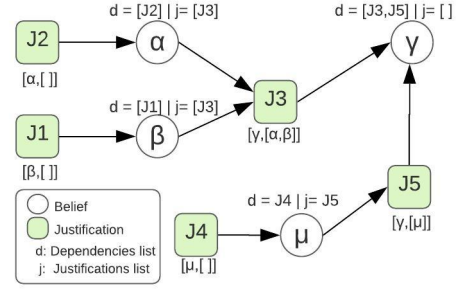 d = [J2] | j= [J3]
d = [J3,J5] | j= [ ]
J2
α
γ
[α,[ ]]
d = [J1] | j= [J3]
J3
J1
β
[γ,[α,β]]
[β,[ ]]
J5
d = J4 | j= J5
Belief
Justification
J4
μ
[γ,[μ]]
d: Dependencies list
j: Justifications list
[μ,[ ]]